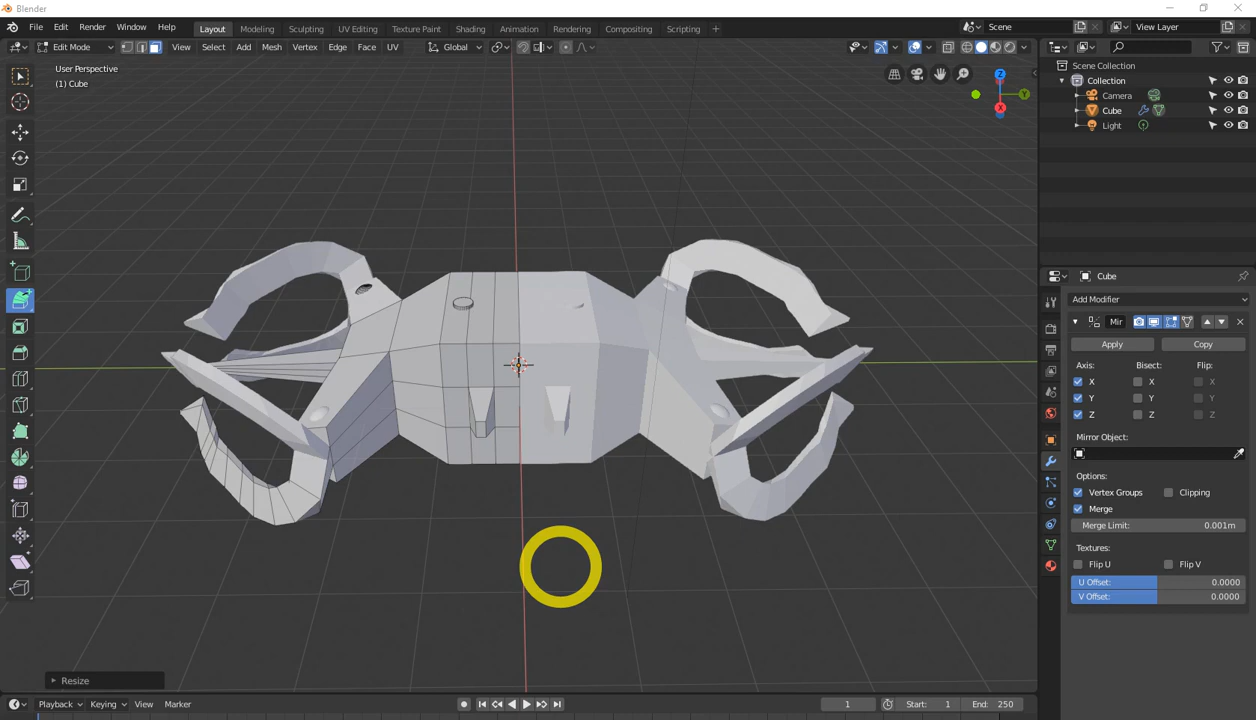 Blender
File Edit Render Window Help
Layout Modeling Sculpting UV Editing Texture Paint Shading Animation Rendering Compositing Scripting +
Scene
View Layer
Edit Mode View Select Add Mesh Vertex Edge Face UV Global
User Perspective
(1) Cube
Z
Y
X
Scene Collection
Collection
Camera
Cube
Light
Cube
Add Modifier
Mir
Apply Copy
Axis: Bisect: Flip:
X X X
Y Y Y
Z Z Z
Mirror Object:
Options:
Vertex Groups Clipping
Merge
Merge Limit: 0.001m
Textures:
Flip U Flip V
U Offset: 0.0000
V Offset: 0.0000
Resize
Playback Keying View Marker 1 Start: 1 End: 250